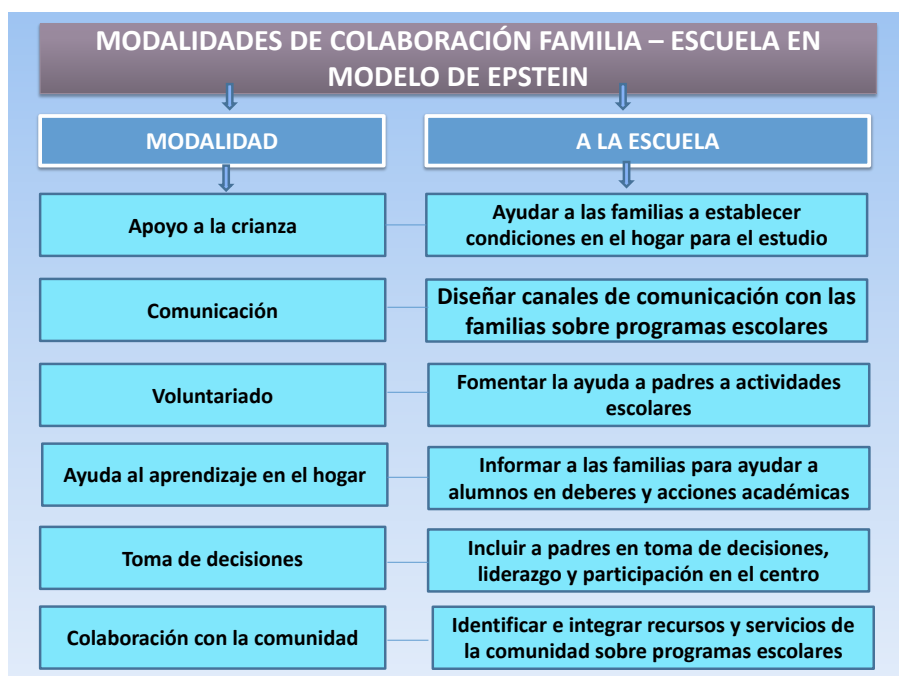 MODALIDADES DE COLABORACIÓN FAMILIA – ESCUELA EN
MODELO DE EPSTEIN
MODALIDAD
A LA ESCUELA
Apoyo a la crianza
Ayudar a las familias a establecer
condiciones en el hogar para el estudio
Comunicación
Diseñar canales de comunicación con las
familias sobre programas escolares
Voluntariado
Fomentar la ayuda a padres a actividades
escolares
Ayuda al aprendizaje en el hogar
Informar a las familias para ayudar a
alumnos en deberes y acciones académicas
Toma de decisiones
Incluir a padres en toma de decisiones,
liderazgo y participación en el centro
Colaboración con la comunidad
Identificar e integrar recursos y servicios de
la comunidad sobre programas escolares